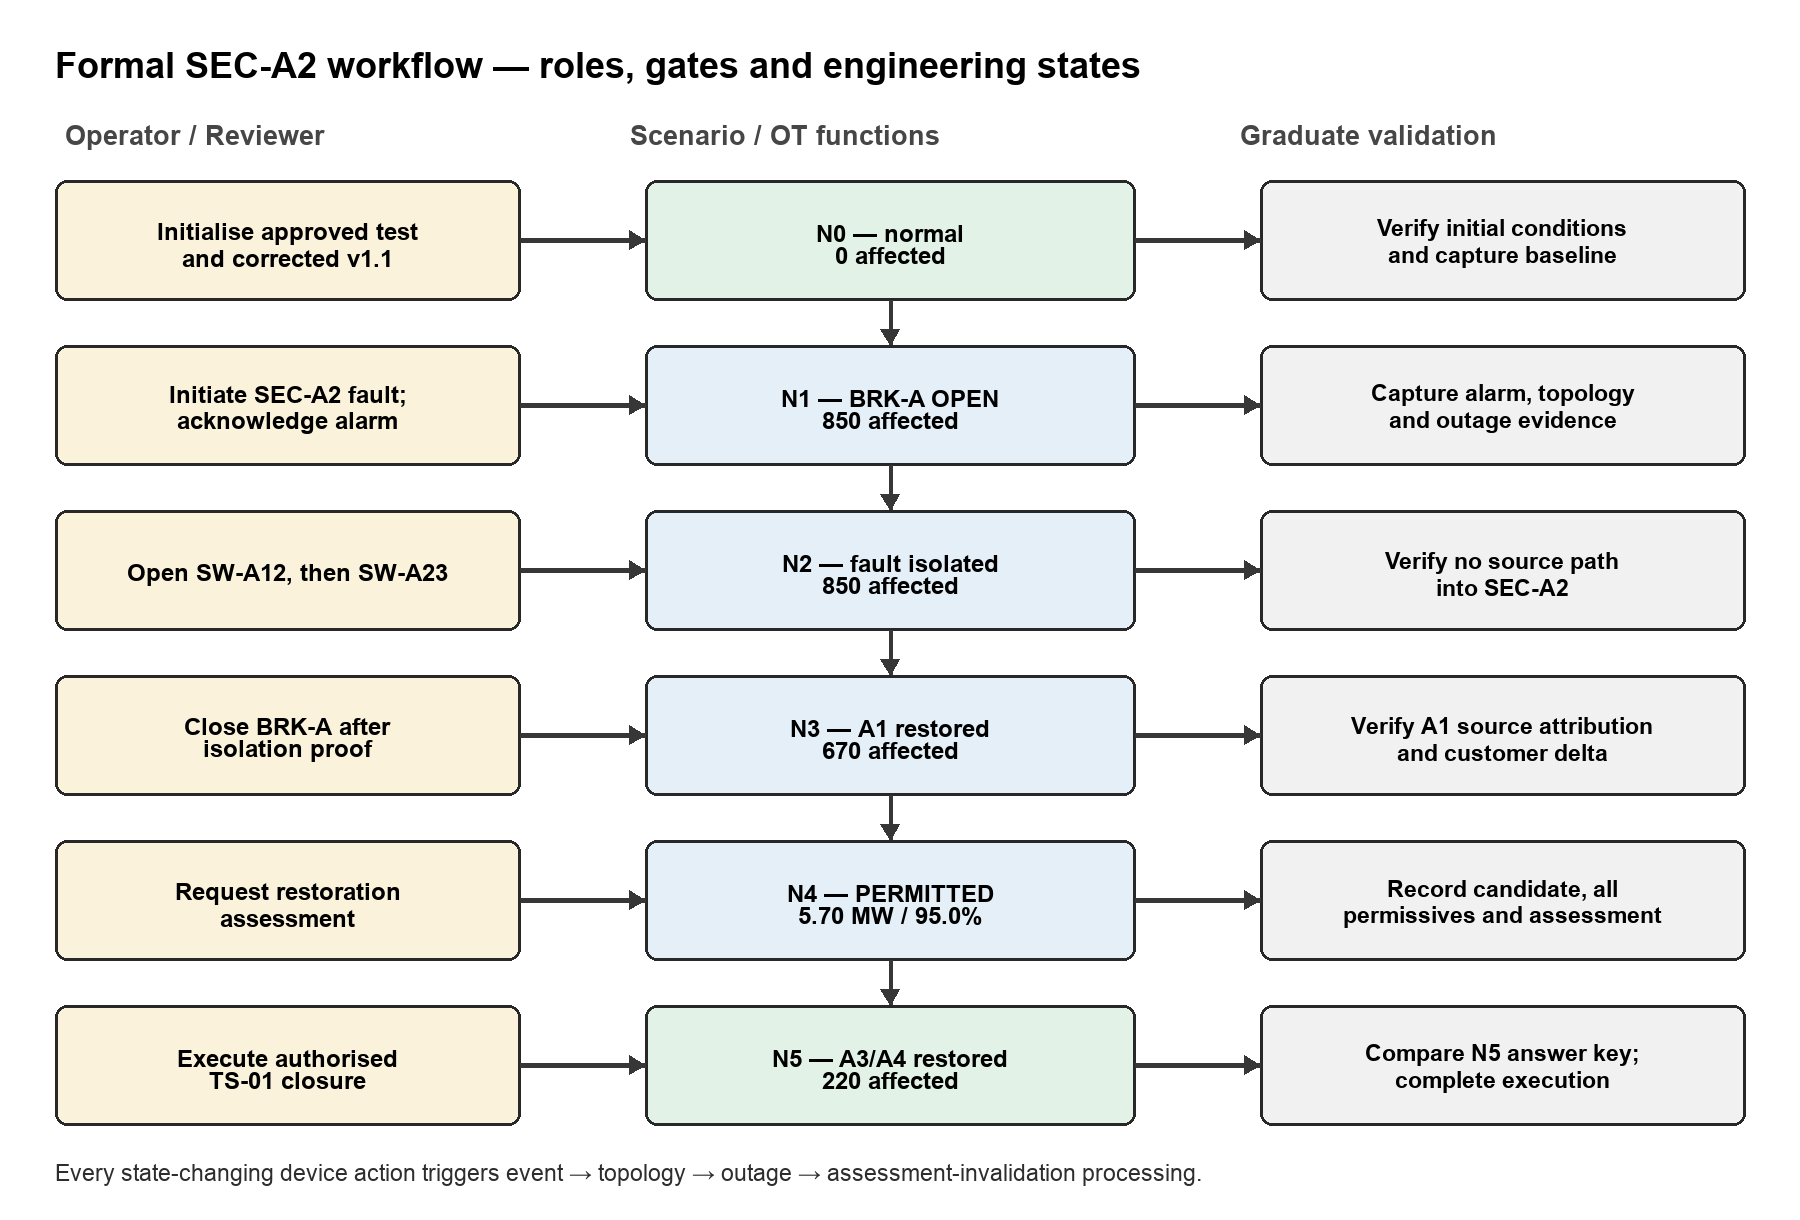 Formal SEC-A2 workflow — roles, gates and engineering states
Operator / Reviewer
Scenario / OT functions
Graduate validation
Initialise approved test
and corrected v1.1
N0 — normal
0 affected
Verify initial conditions
and capture baseline
Initiate SEC-A2 fault;
acknowledge alarm
N1 — BRK-A OPEN
850 affected
Capture alarm, topology
and outage evidence
Open SW-A12, then SW-A23
N2 — fault isolated
850 affected
Verify no source path
into SEC-A2
Close BRK-A after
isolation proof
N3 — A1 restored
670 affected
Verify A1 source attribution
and customer delta
Request restoration
assessment
N4 — PERMITTED
5.70 MW / 95.0%
Record candidate, all
permissives and assessment
Execute authorised
TS-01 closure
N5 — A3/A4 restored
220 affected
Compare N5 answer key;
complete execution
Every state-changing device action triggers event → topology → outage → assessment-invalidation processing.